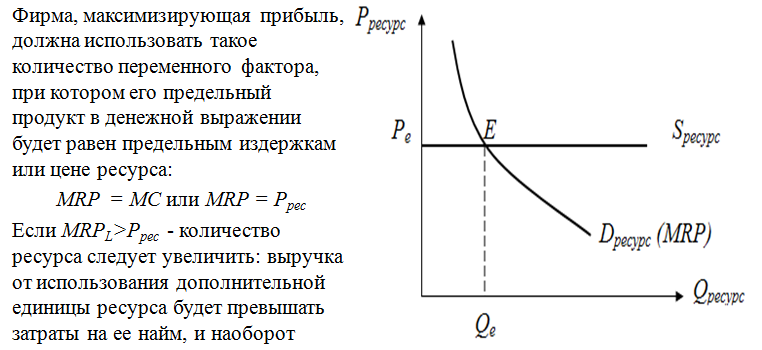 Фирма, максимизирующая прибыль,
должна использовать такое
количество переменного фактора,
при котором его предельный
продукт в денежной выражении
будет равен предельным издержкам
или цене ресурса:
MRP = MC или MRP = Pрес
Если MRPL>Pрес - количество
ресурса следует увеличить: выручка
от использования дополнительной
единицы ресурса будет превышать
затраты на ее найм, и наоборот
Pресурс
Pe
E
Sресурс
Dресурс (MRP)
Qресурс
Qe